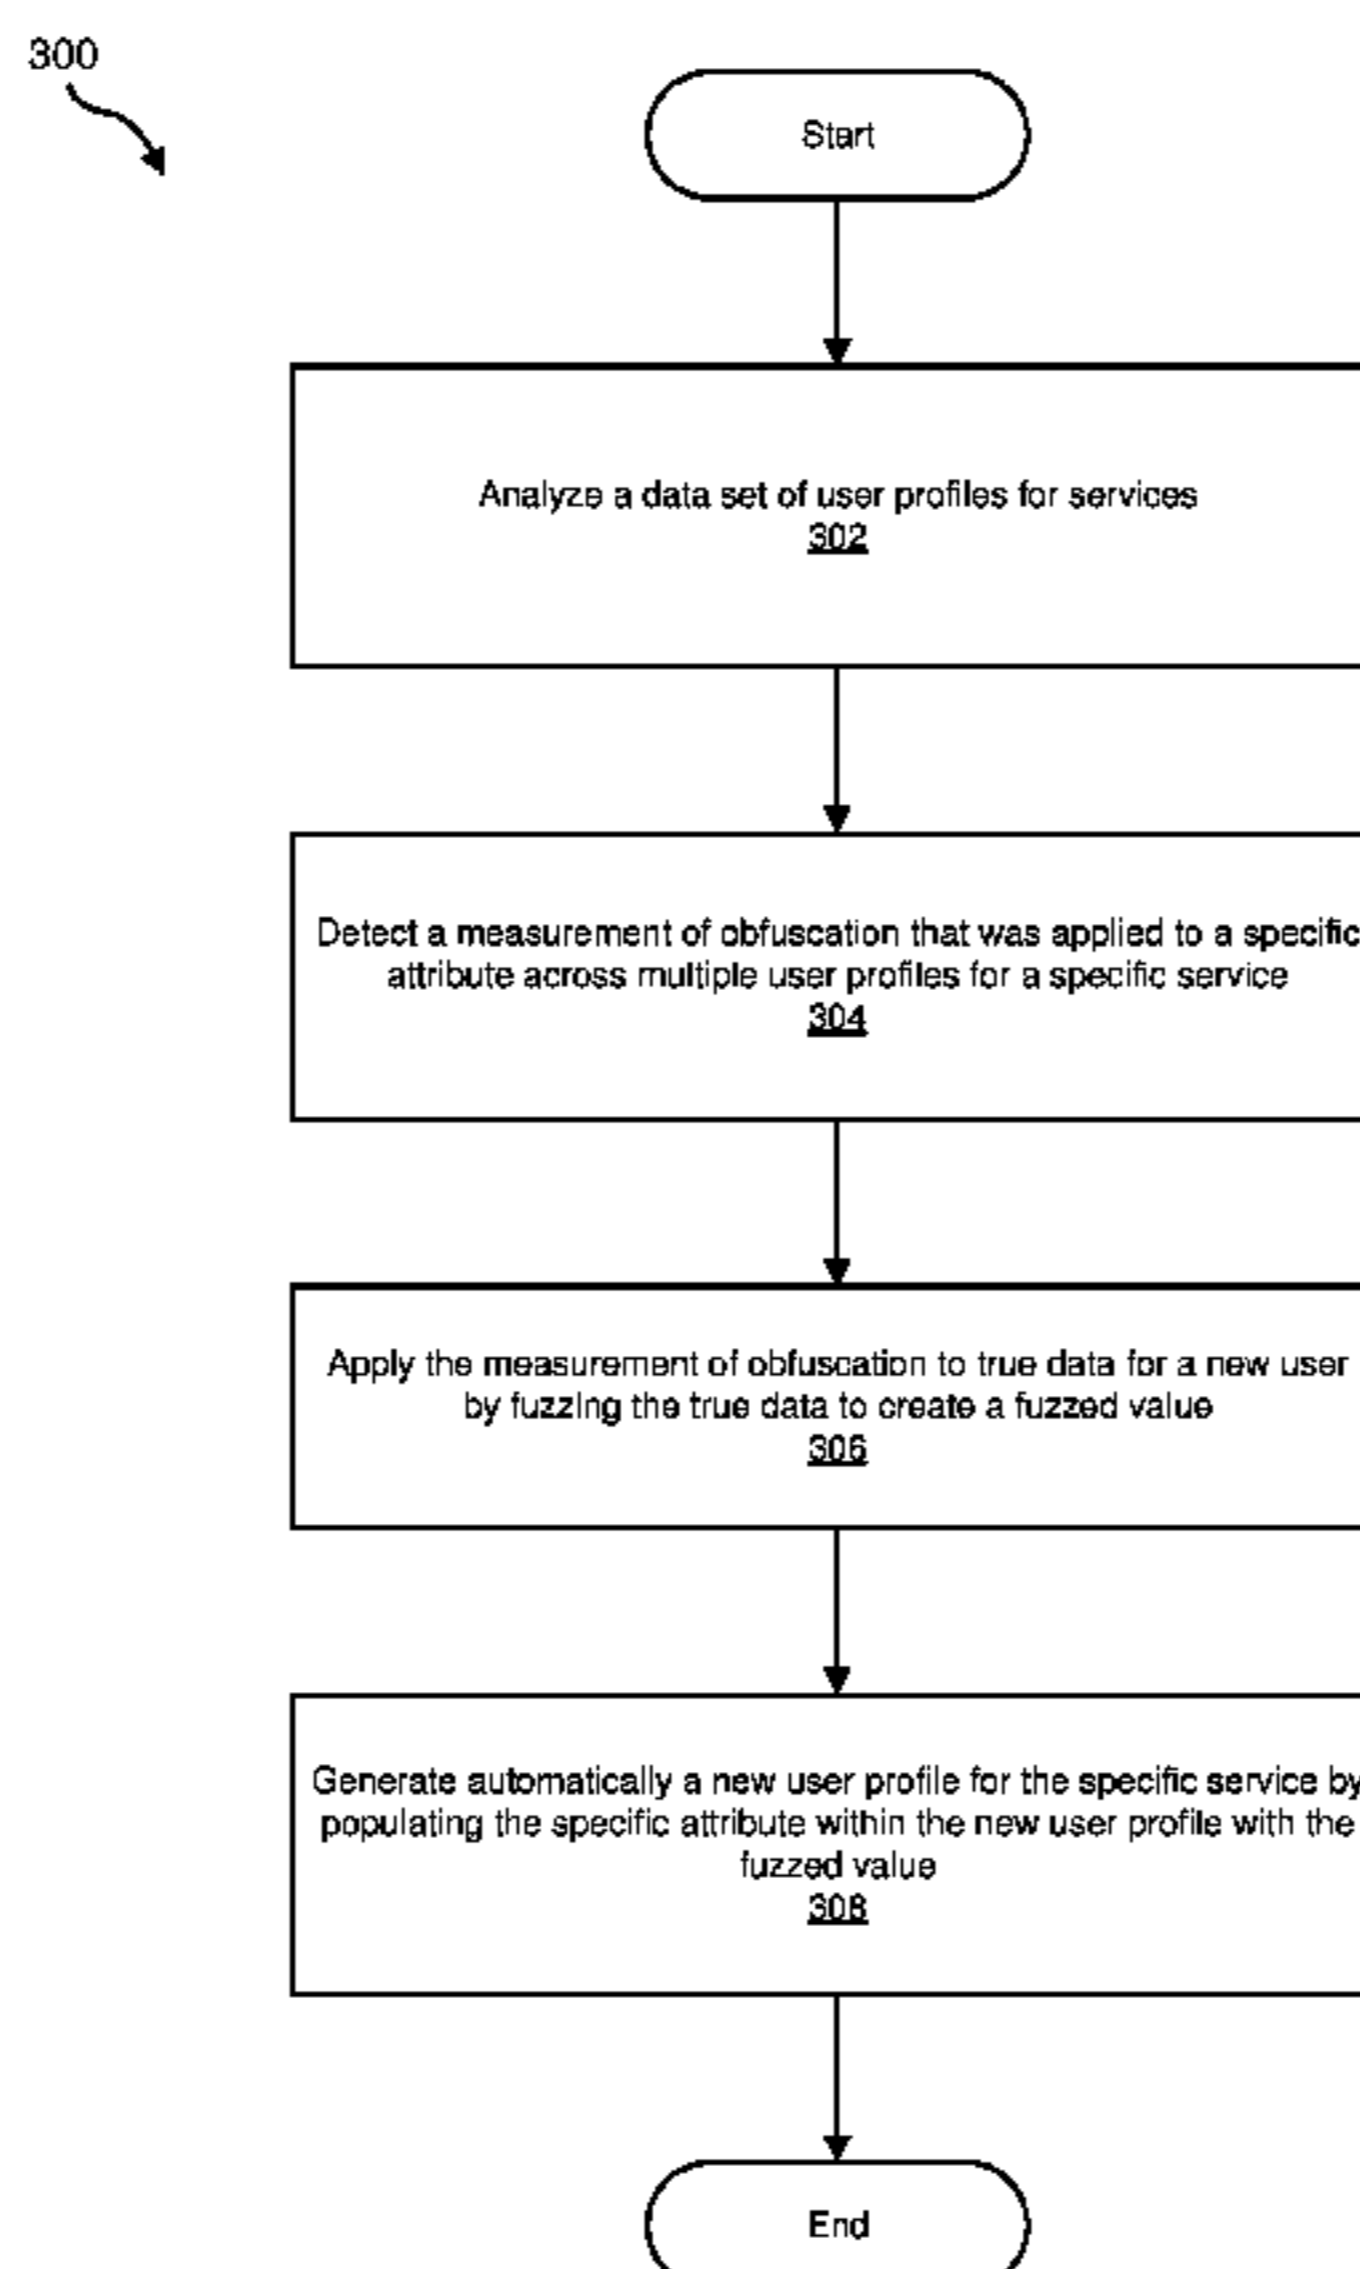 300
Start
Analyze a data set of user profiles for services
302
Detect a measurement of obfuscation that was applied to a specific
attribute across multiple user profiles for a specific service
304
Apply the measurement of obfuscation to true data for a new user
by fuzzing the true data to create a fuzzed value
306
Generate automatically a new user profile for the specific service by
populating the specific attribute within the new user profile with the
fuzzed value
308
End